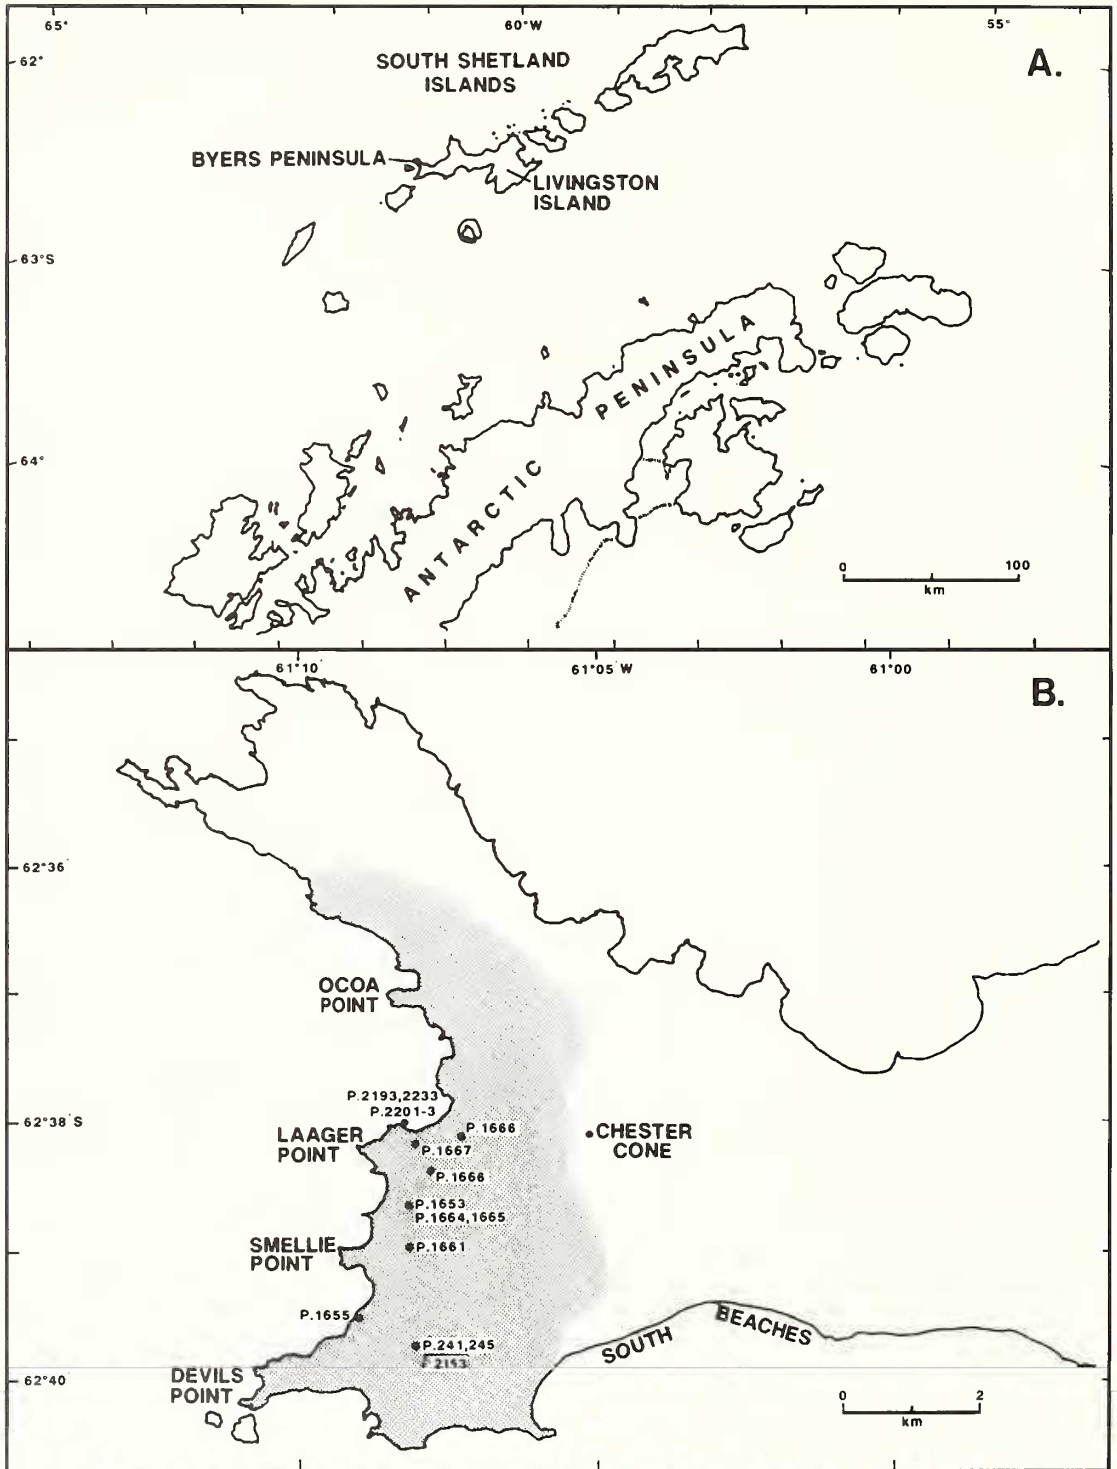 65°
60°W
55°
62°
A.
SOUTH SHETLAND
ISLANDS
BYERS PENINSULA
LIVINGSTON
ISLAND
63°S
ANTARCTIC PENINSULA
64°
0 100
km
61°10'
61°05'W
61°00
B.
62°36'
OCOA
POINT
P.2193,2233
P.2201-3
62°38'S
LAAGER
POINT
P.1666
P.1667
CHESTER
CONE
P.1666
P.1653
P.1664,1665
SMELLIE
POINT
P.1661
P.1655
P.241,245
2153
SOUTH BEACHES
DEVILS
POINT
62°40'
0 2
km